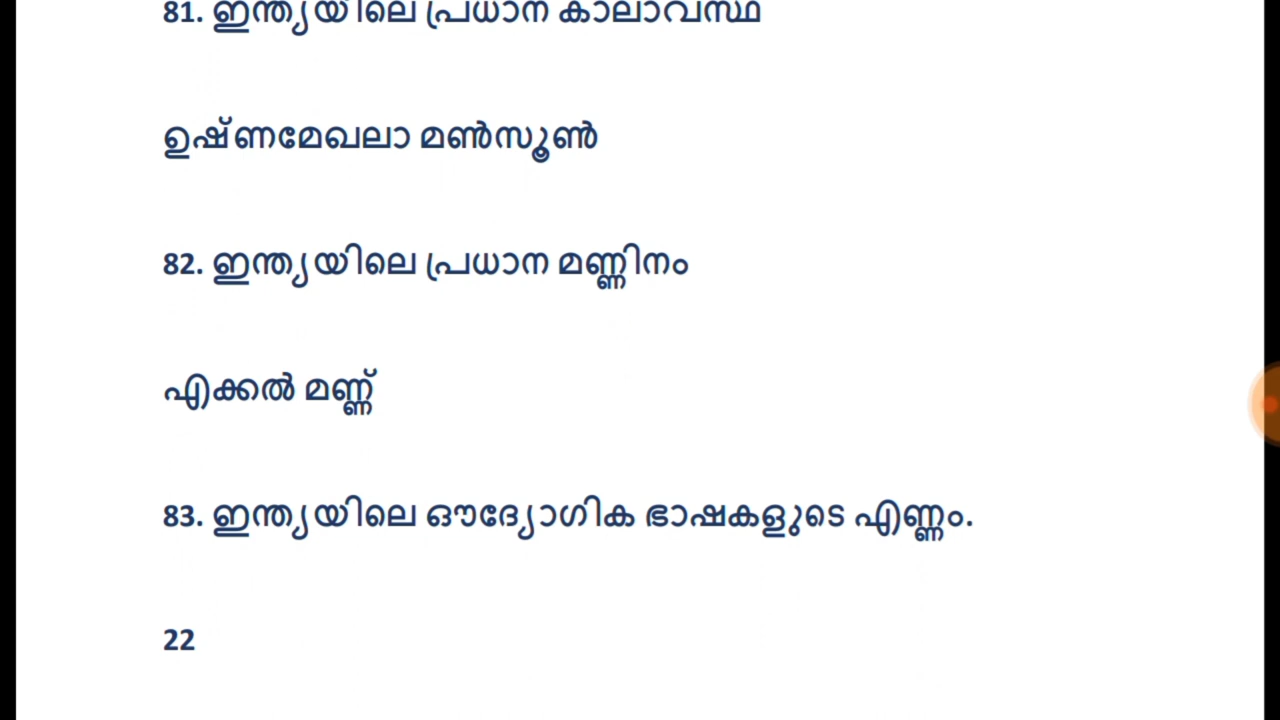 81. ഇന്ത്യയിലെ പ്രധാന കാലാവസ്ഥ
ഉഷ്ണമേഖലാ മൺസൂൺ
82. ഇന്ത്യയിലെ പ്രധാന മണ്ണിനം
എക്കൽ മണ്ണ്
83. ഇന്ത്യയിലെ ഔദ്യോഗിക ഭാഷകളുടെ എണ്ണം.
22